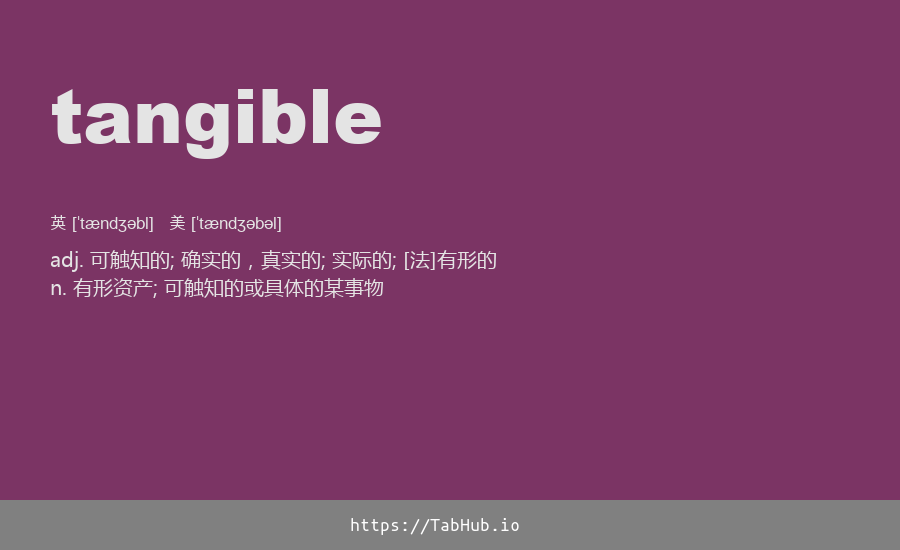 tangible
英 [ˈtændʒəbl] 美 [ˈtændʒəbəl]
adj. 可触知的; 确实的，真实的; 实际的; [法]有形的
n. 有形资产; 可触知的或具体的某事物
https://TabHub.io